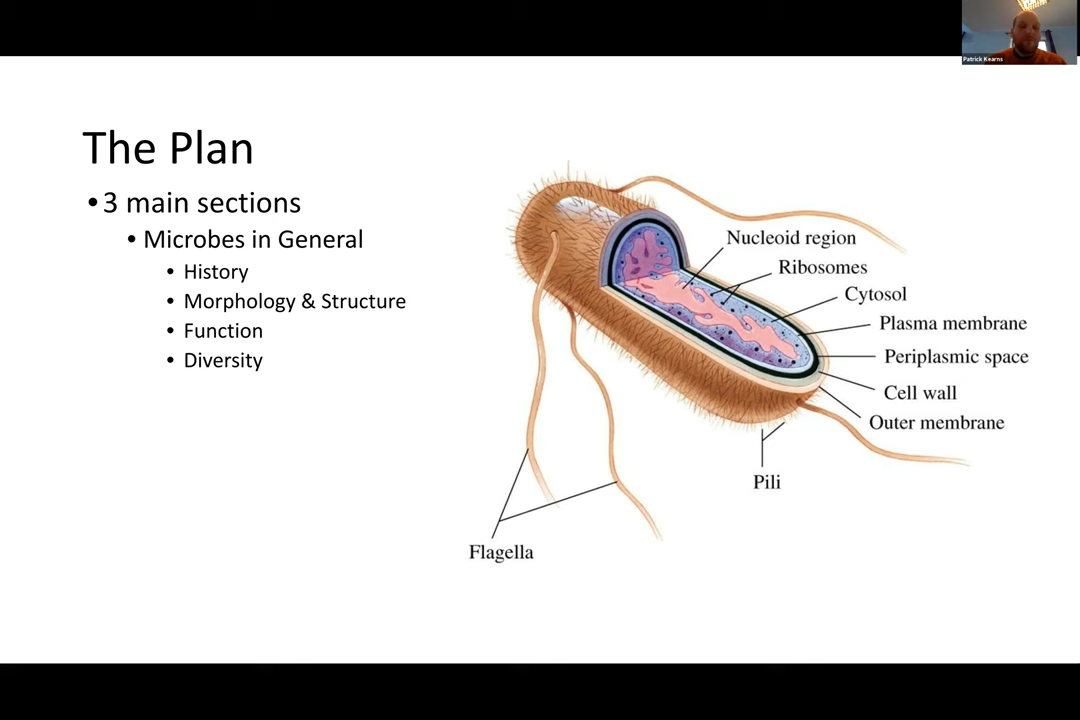 Patrick Kearns
The Plan
•3 main sections
• Microbes in General
• History
• Morphology & Structure
• Function
• Diversity
Nucleoid region
Ribosomes
Cytosol
Plasma membrane
Periplasmic space
Cell wall
Outer membrane
Pili
Flagella